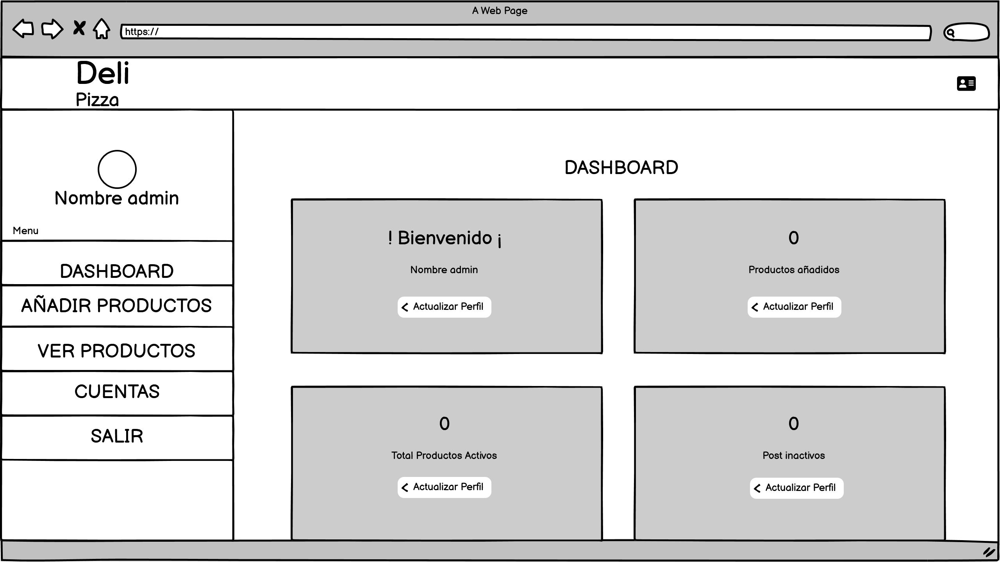 A Web Page
https://
Deli
Pizza
Nombre admin
Menu
DASHBOARD
AÑADIR PRODUCTOS
VER PRODUCTOS
CUENTAS
SALIR
DASHBOARD
! Bienvenido ¡
Nombre admin
Actualizar Perfil
0
Productos añadidos
Actualizar Perfil
0
Total Productos Activos
Actualizar Perfil
0
Post inactivos
Actualizar Perfil